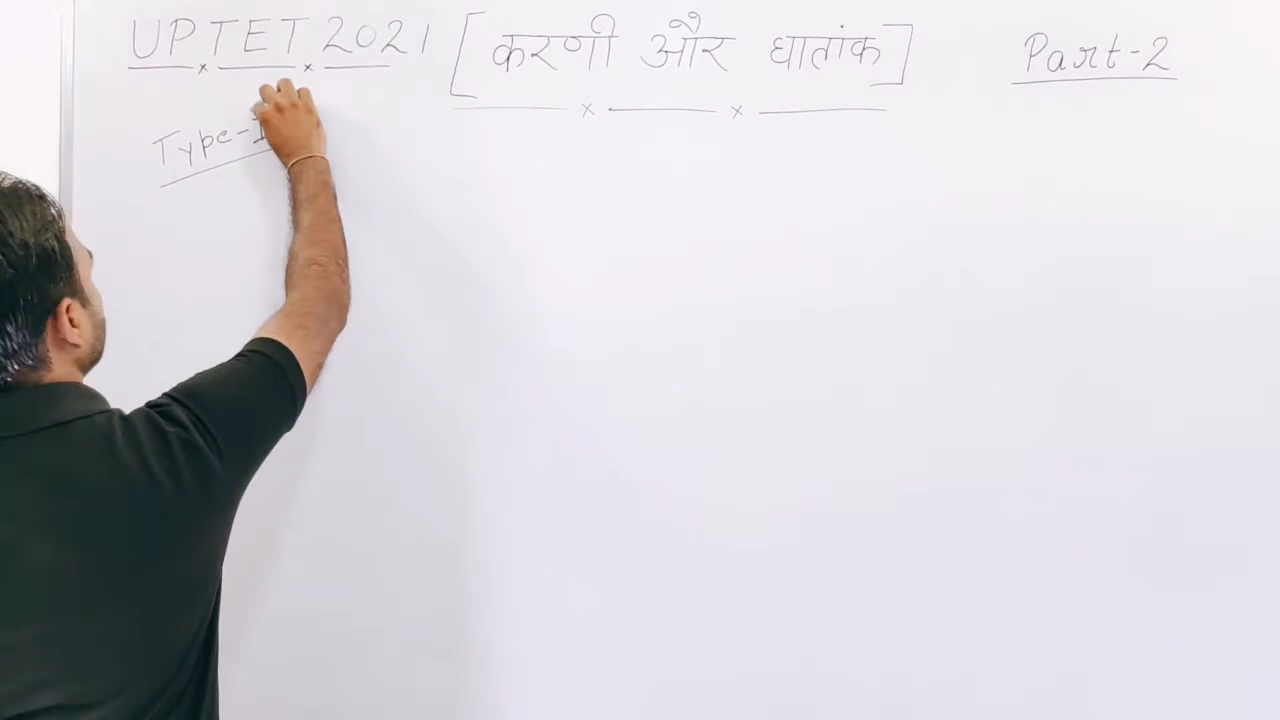 UPTET 2021 [ करणी और घातांक ] Part-2
Type-I